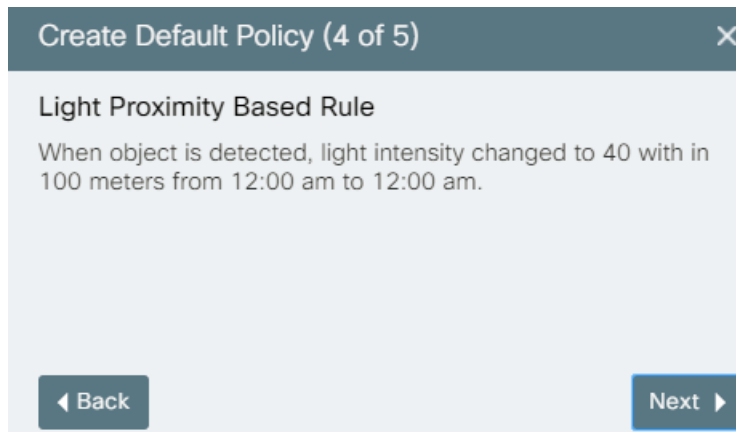 Create Default Policy (4 of 5)
Light Proximity Based Rule
When object is detected, light intensity changed to 40 with in
100 meters from 12:00 am to 12:00 am.
Back
Next